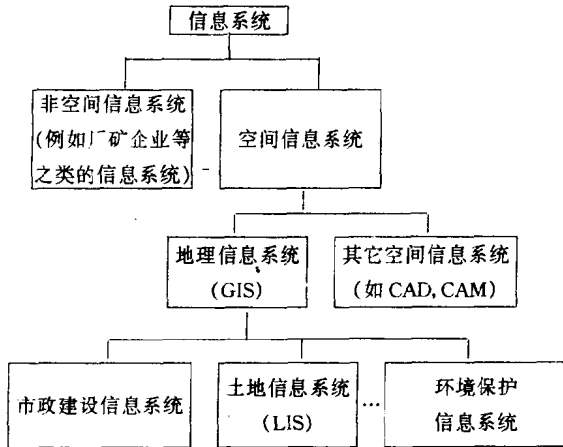 信息系统
非空间信息系统
(例如厂矿企业等
之类的信息系统)
空间信息系统
地理信息系统
(GIS)
其它空间信息系统
(如 CAD, CAM)
市政建设信息系统
土地信息系统
(LIS)
…
环境保护
信息系统